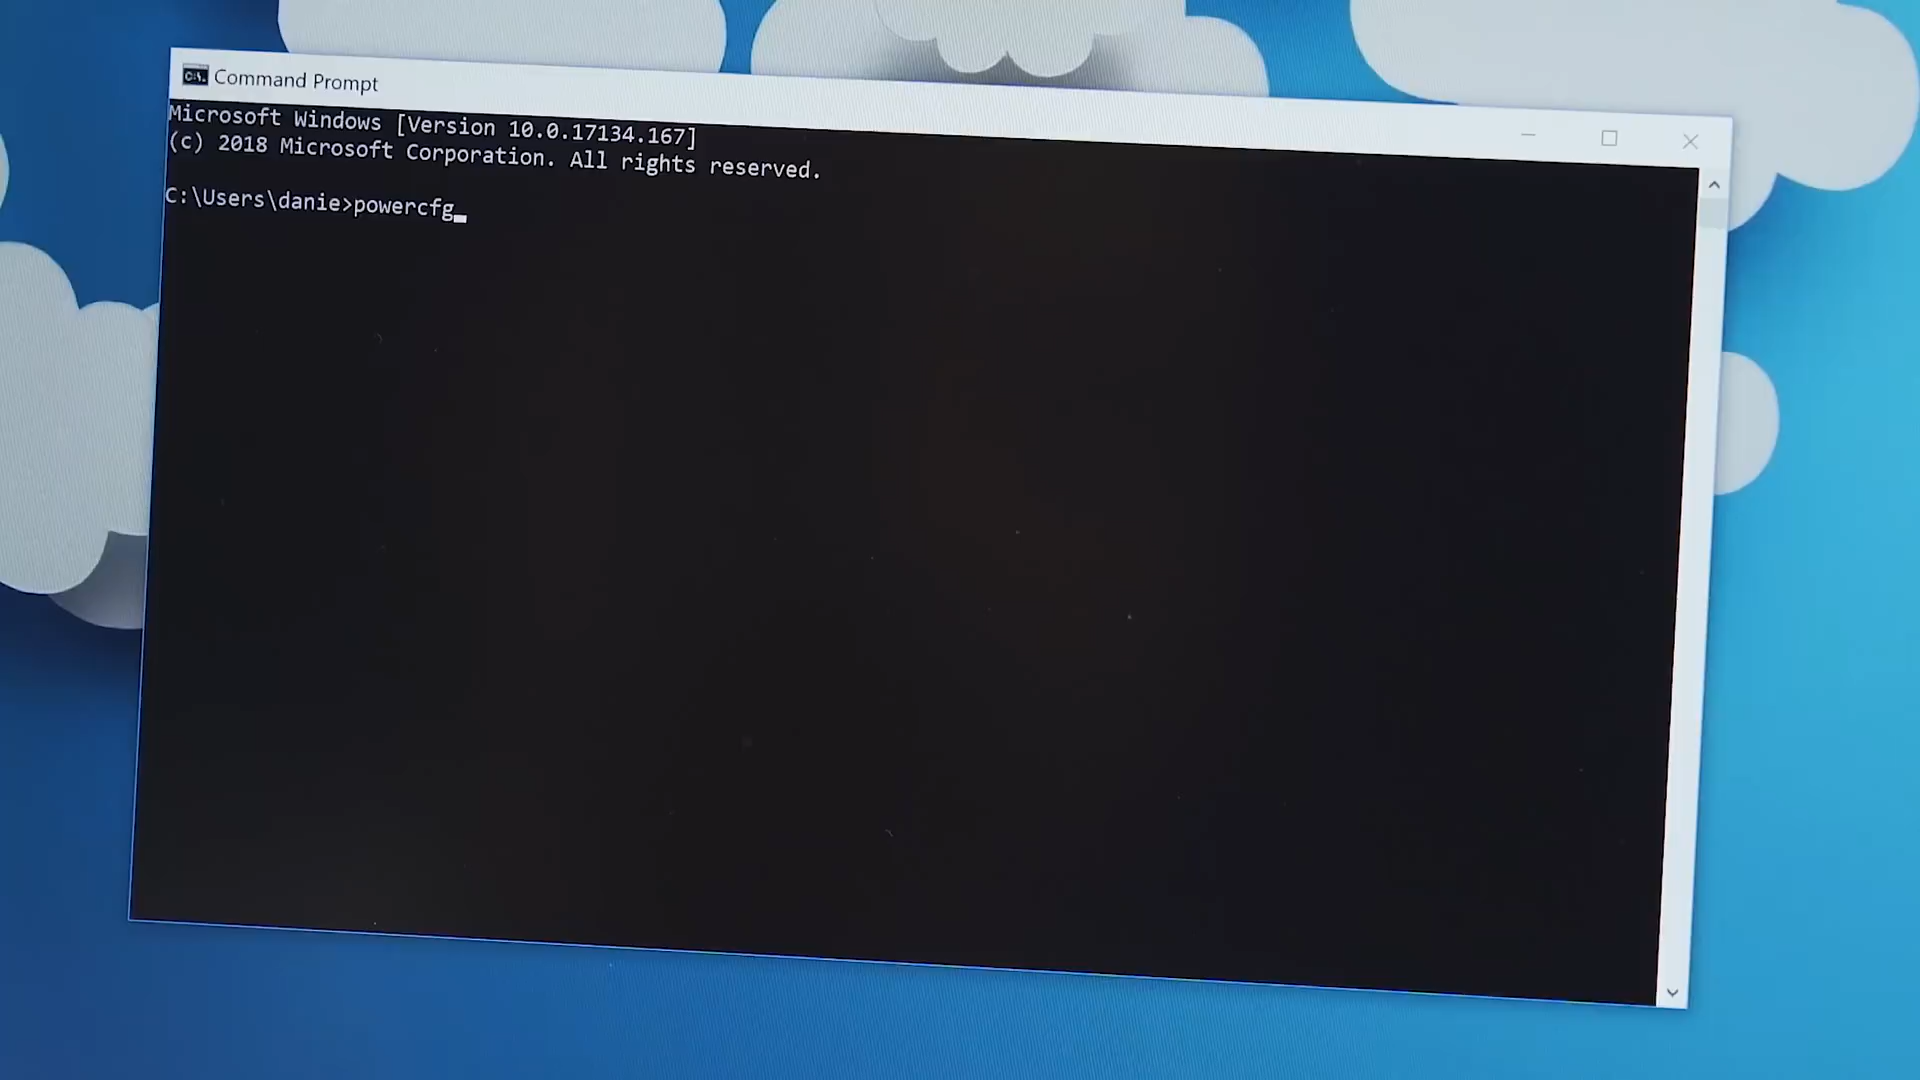 Command Prompt
Microsoft Windows [Version 10.0.17134.167]
(c) 2018 Microsoft Corporation. All rights reserved.
C:\Users\danie>powercfg